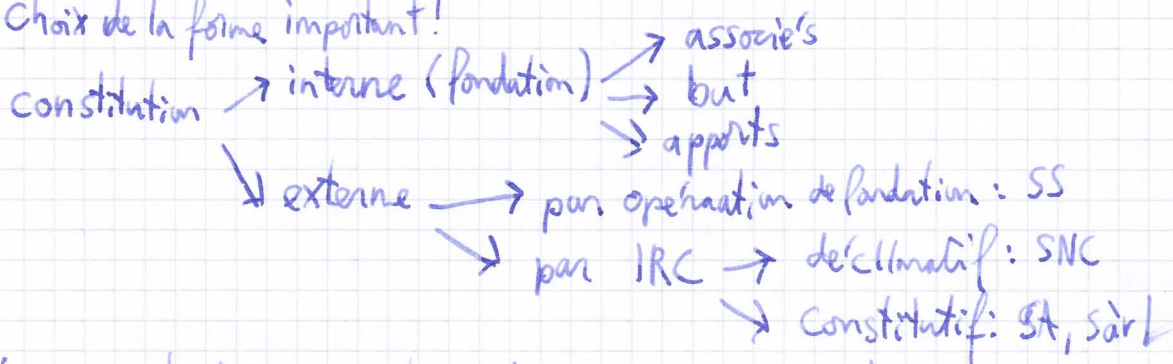 Choix de la forme important!
constitution → interne (fondation) → associés
→ but
→ apports
↘ externe → par opération de fondation : SS
↘ par IRC → déclaratif : SNC
↘ constitutif : SA, sàrl